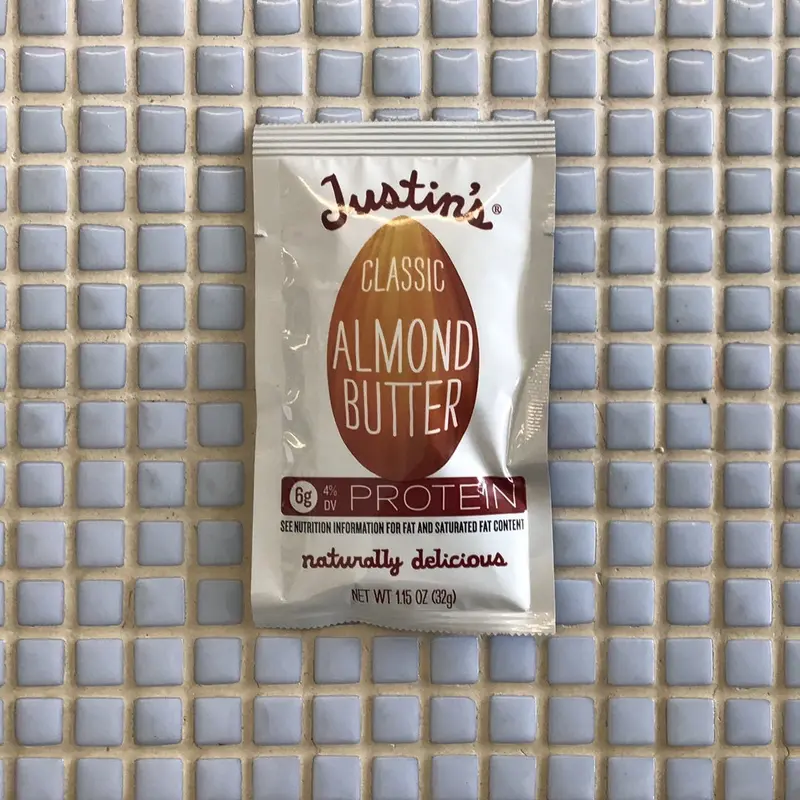 Justin's®
CLASSIC
ALMOND
BUTTER
6g 4% DV PROTEIN
SEE NUTRITION INFORMATION FOR FAT AND SATURATED FAT CONTENT
naturally delicious
NET WT 1.15 OZ (32g)